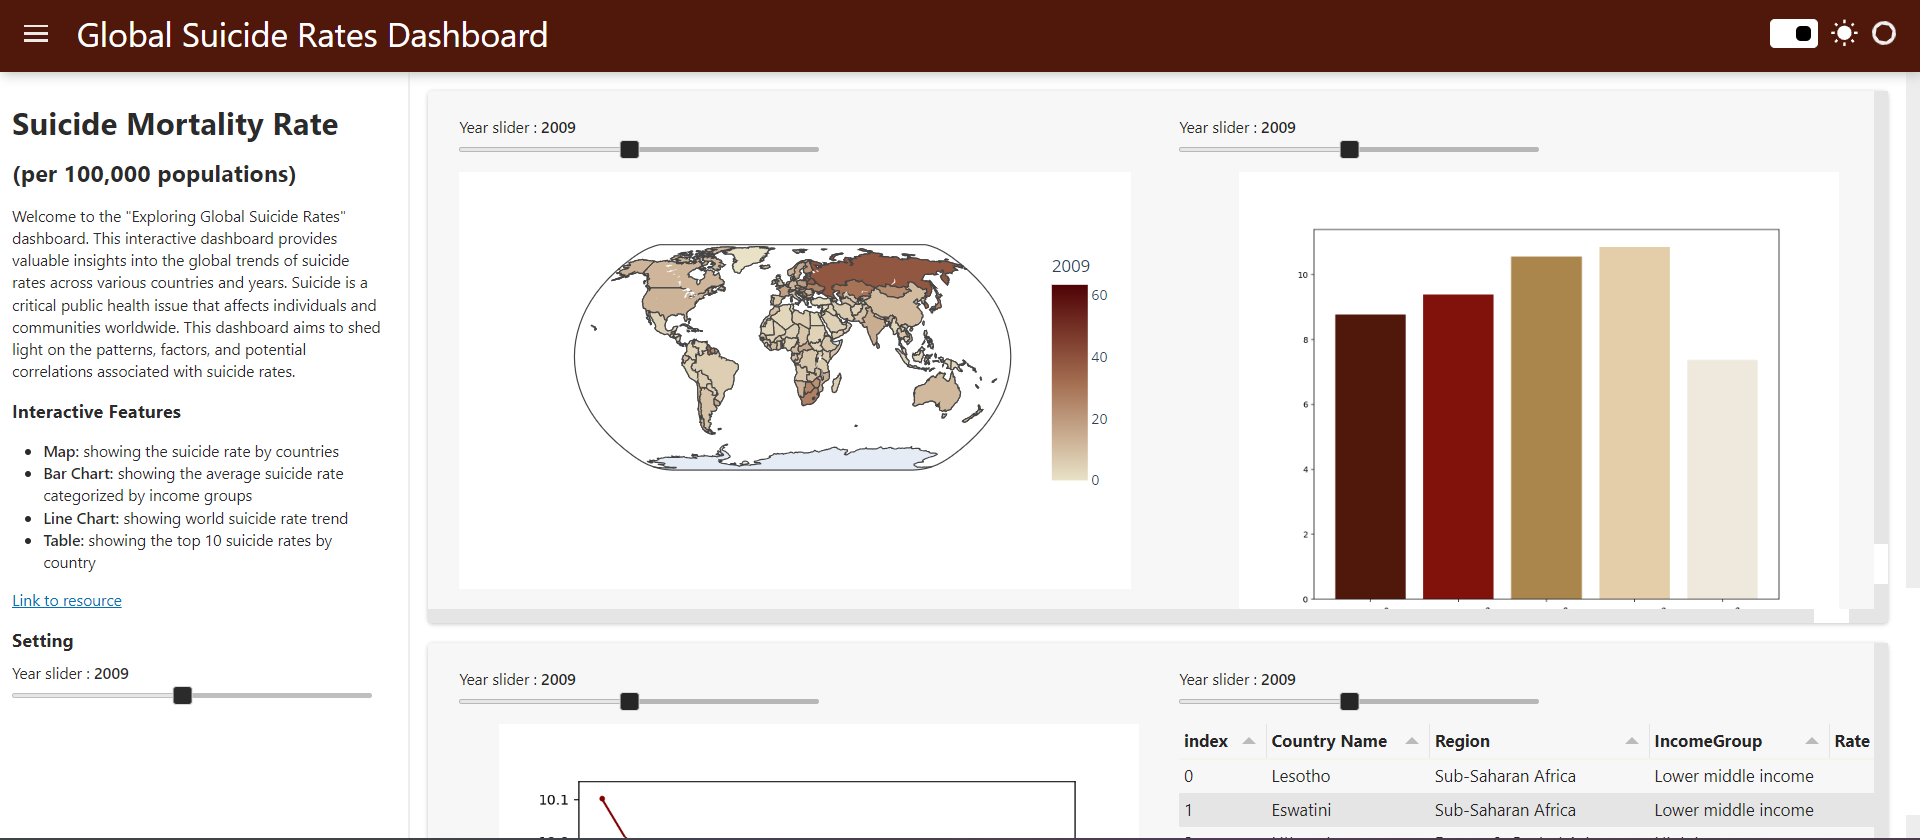 Global Suicide Rates Dashboard
Suicide Mortality Rate
(per 100,000 populations)
Welcome to the "Exploring Global Suicide Rates"
dashboard. This interactive dashboard provides
valuable insights into the global trends of suicide
rates across various countries and years. Suicide is a
critical public health issue that affects individuals and
communities worldwide. This dashboard aims to shed
light on the patterns, factors, and potential
correlations associated with suicide rates.
Interactive Features
Map: showing the suicide rate by countries
Bar Chart: showing the average suicide rate
categorized by income groups
Line Chart: showing world suicide rate trend
Table: showing the top 10 suicide rates by
country
Link to resource
Setting
Year slider : 2009
Year slider : 2009
2009
60
40
20
0
Year slider : 2009
10
8
6
4
2
0
Year slider : 2009
10.1
Year slider : 2009
index Country Name Region IncomeGroup Rate
0 Lesotho Sub-Saharan Africa Lower middle income
1 Eswatini Sub-Saharan Africa Lower middle income